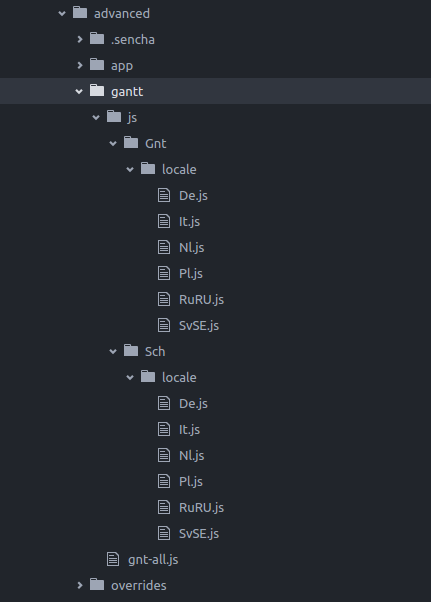 advanced
.sencha
app
gantt
js
Gnt
locale
De.js
It.js
Nl.js
Pl.js
RuRU.js
SvSE.js
Sch
locale
De.js
It.js
Nl.js
Pl.js
RuRU.js
SvSE.js
gnt-all.js
overrides